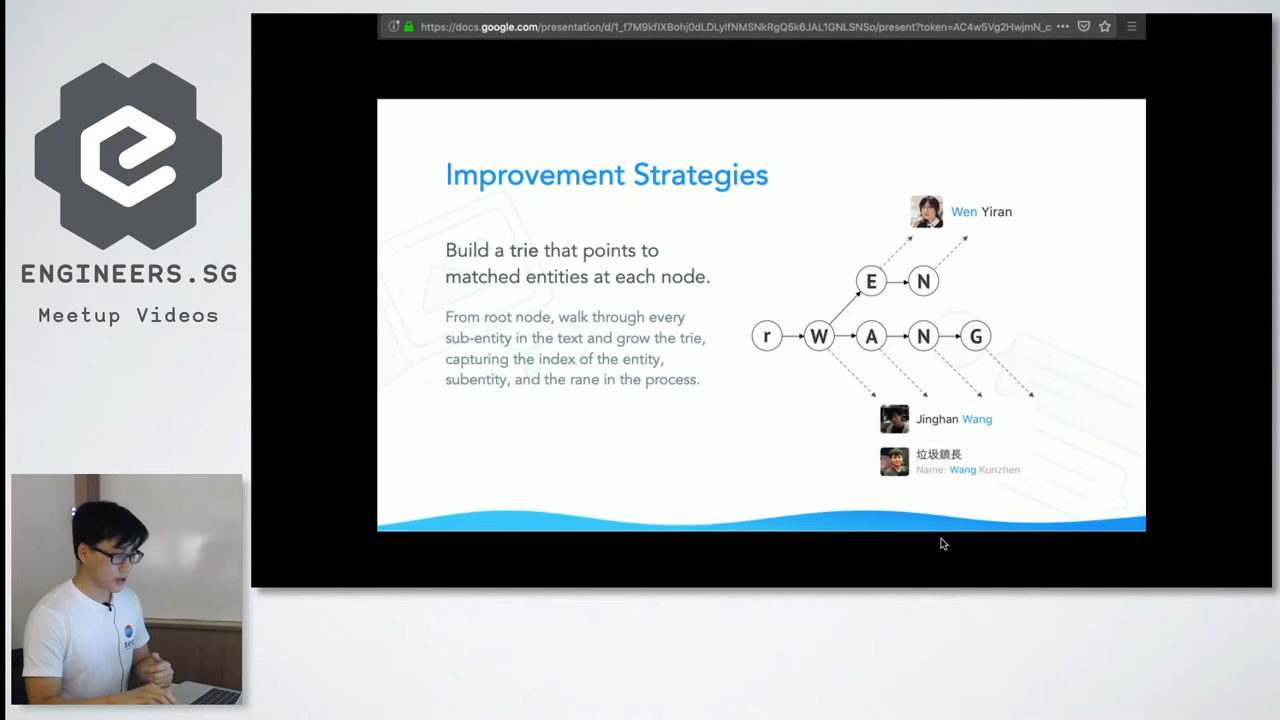 https://docs.google.com/presentation/d/1_f7M9kfIXBohj0dLDLyIfNMSNkRgQ5k6JAL1GNLSNSo/present?token=AC4w5Vg2HwjmN_c
ENGINEERS.SG
Meetup Videos
Improvement Strategies
Build a trie that points to
matched entities at each node.
From root node, walk through every
sub-entity in the text and grow the trie,
capturing the index of the entity,
subentity, and the rane in the process.
Wen Yiran
E N
r W A N G
Jinghan Wang
垃圾鎮長
Name: Wang Kunzhen